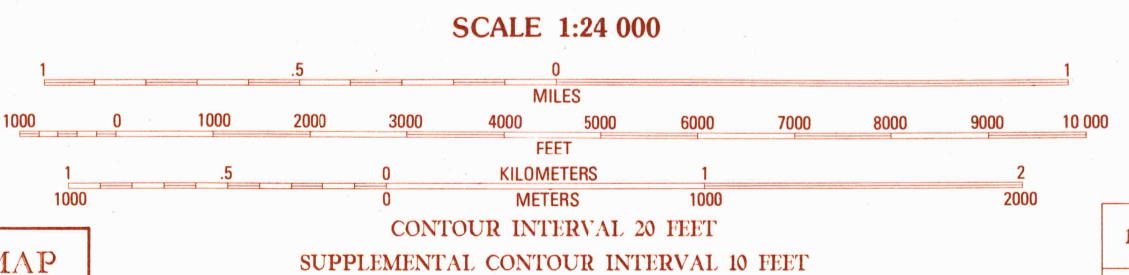 SCALE 1:24 000
1 .5 0 1
MILES
1000 0 1000 2000 3000 4000 5000 6000 7000 8000 9000 10 000
FEET
1 .5 0 KILOMETERS 1 2
1000 0 METERS 1000 2000
CONTOUR INTERVAL 20 FEET
SUPPLEMENTAL CONTOUR INTERVAL 10 FEET
MAP